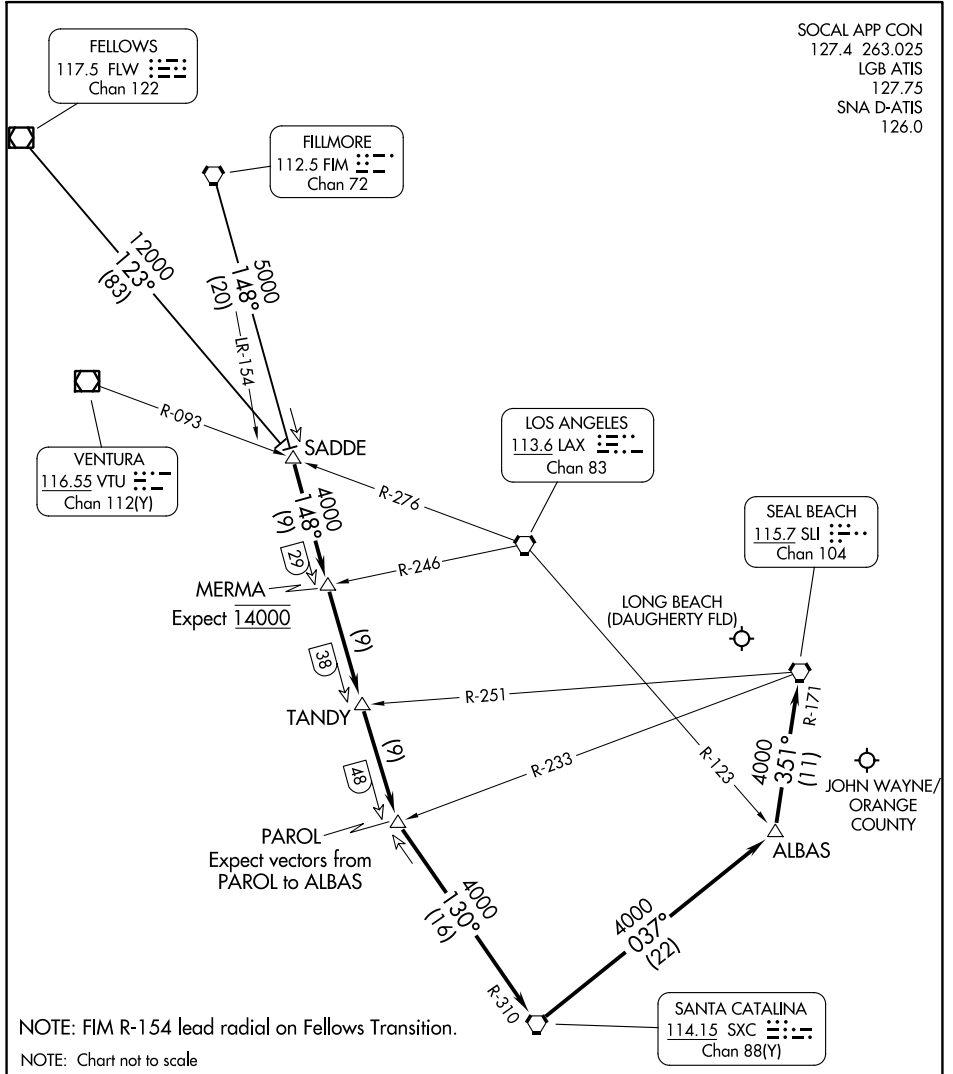 SOCAL APP CON
127.4 263.025
LGB ATIS
127.75
SNA D-ATIS
126.0
FELLOWS
117.5 FLW
Chan 122
FILLMORE
112.5 FIM
Chan 72
12000
123°
(83)
5000
148°
(20)
LR-154
R-093
VENTURA
116.55 VTU
Chan 112(Y)
SADDE
LOS ANGELES
113.6 LAX
Chan 83
R-276
4000
148°
(9)
29
R-246
MERMA
Expect 14000
SEAL BEACH
115.7 SLI
Chan 104
LONG BEACH
(DAUGHERTY FLD)
(9)
38
R-251
TANDY
R-171
(9)
48
R-233
R-123
4000
351°
(11)
JOHN WAYNE/
ORANGE
COUNTY
PAROL
Expect vectors from
PAROL to ALBAS
ALBAS
4000
130°
(16)
4000
037°
(22)
R-310
SANTA CATALINA
114.15 SXC
Chan 88(Y)
NOTE: FIM R-154 lead radial on Fellows Transition.
NOTE: Chart not to scale